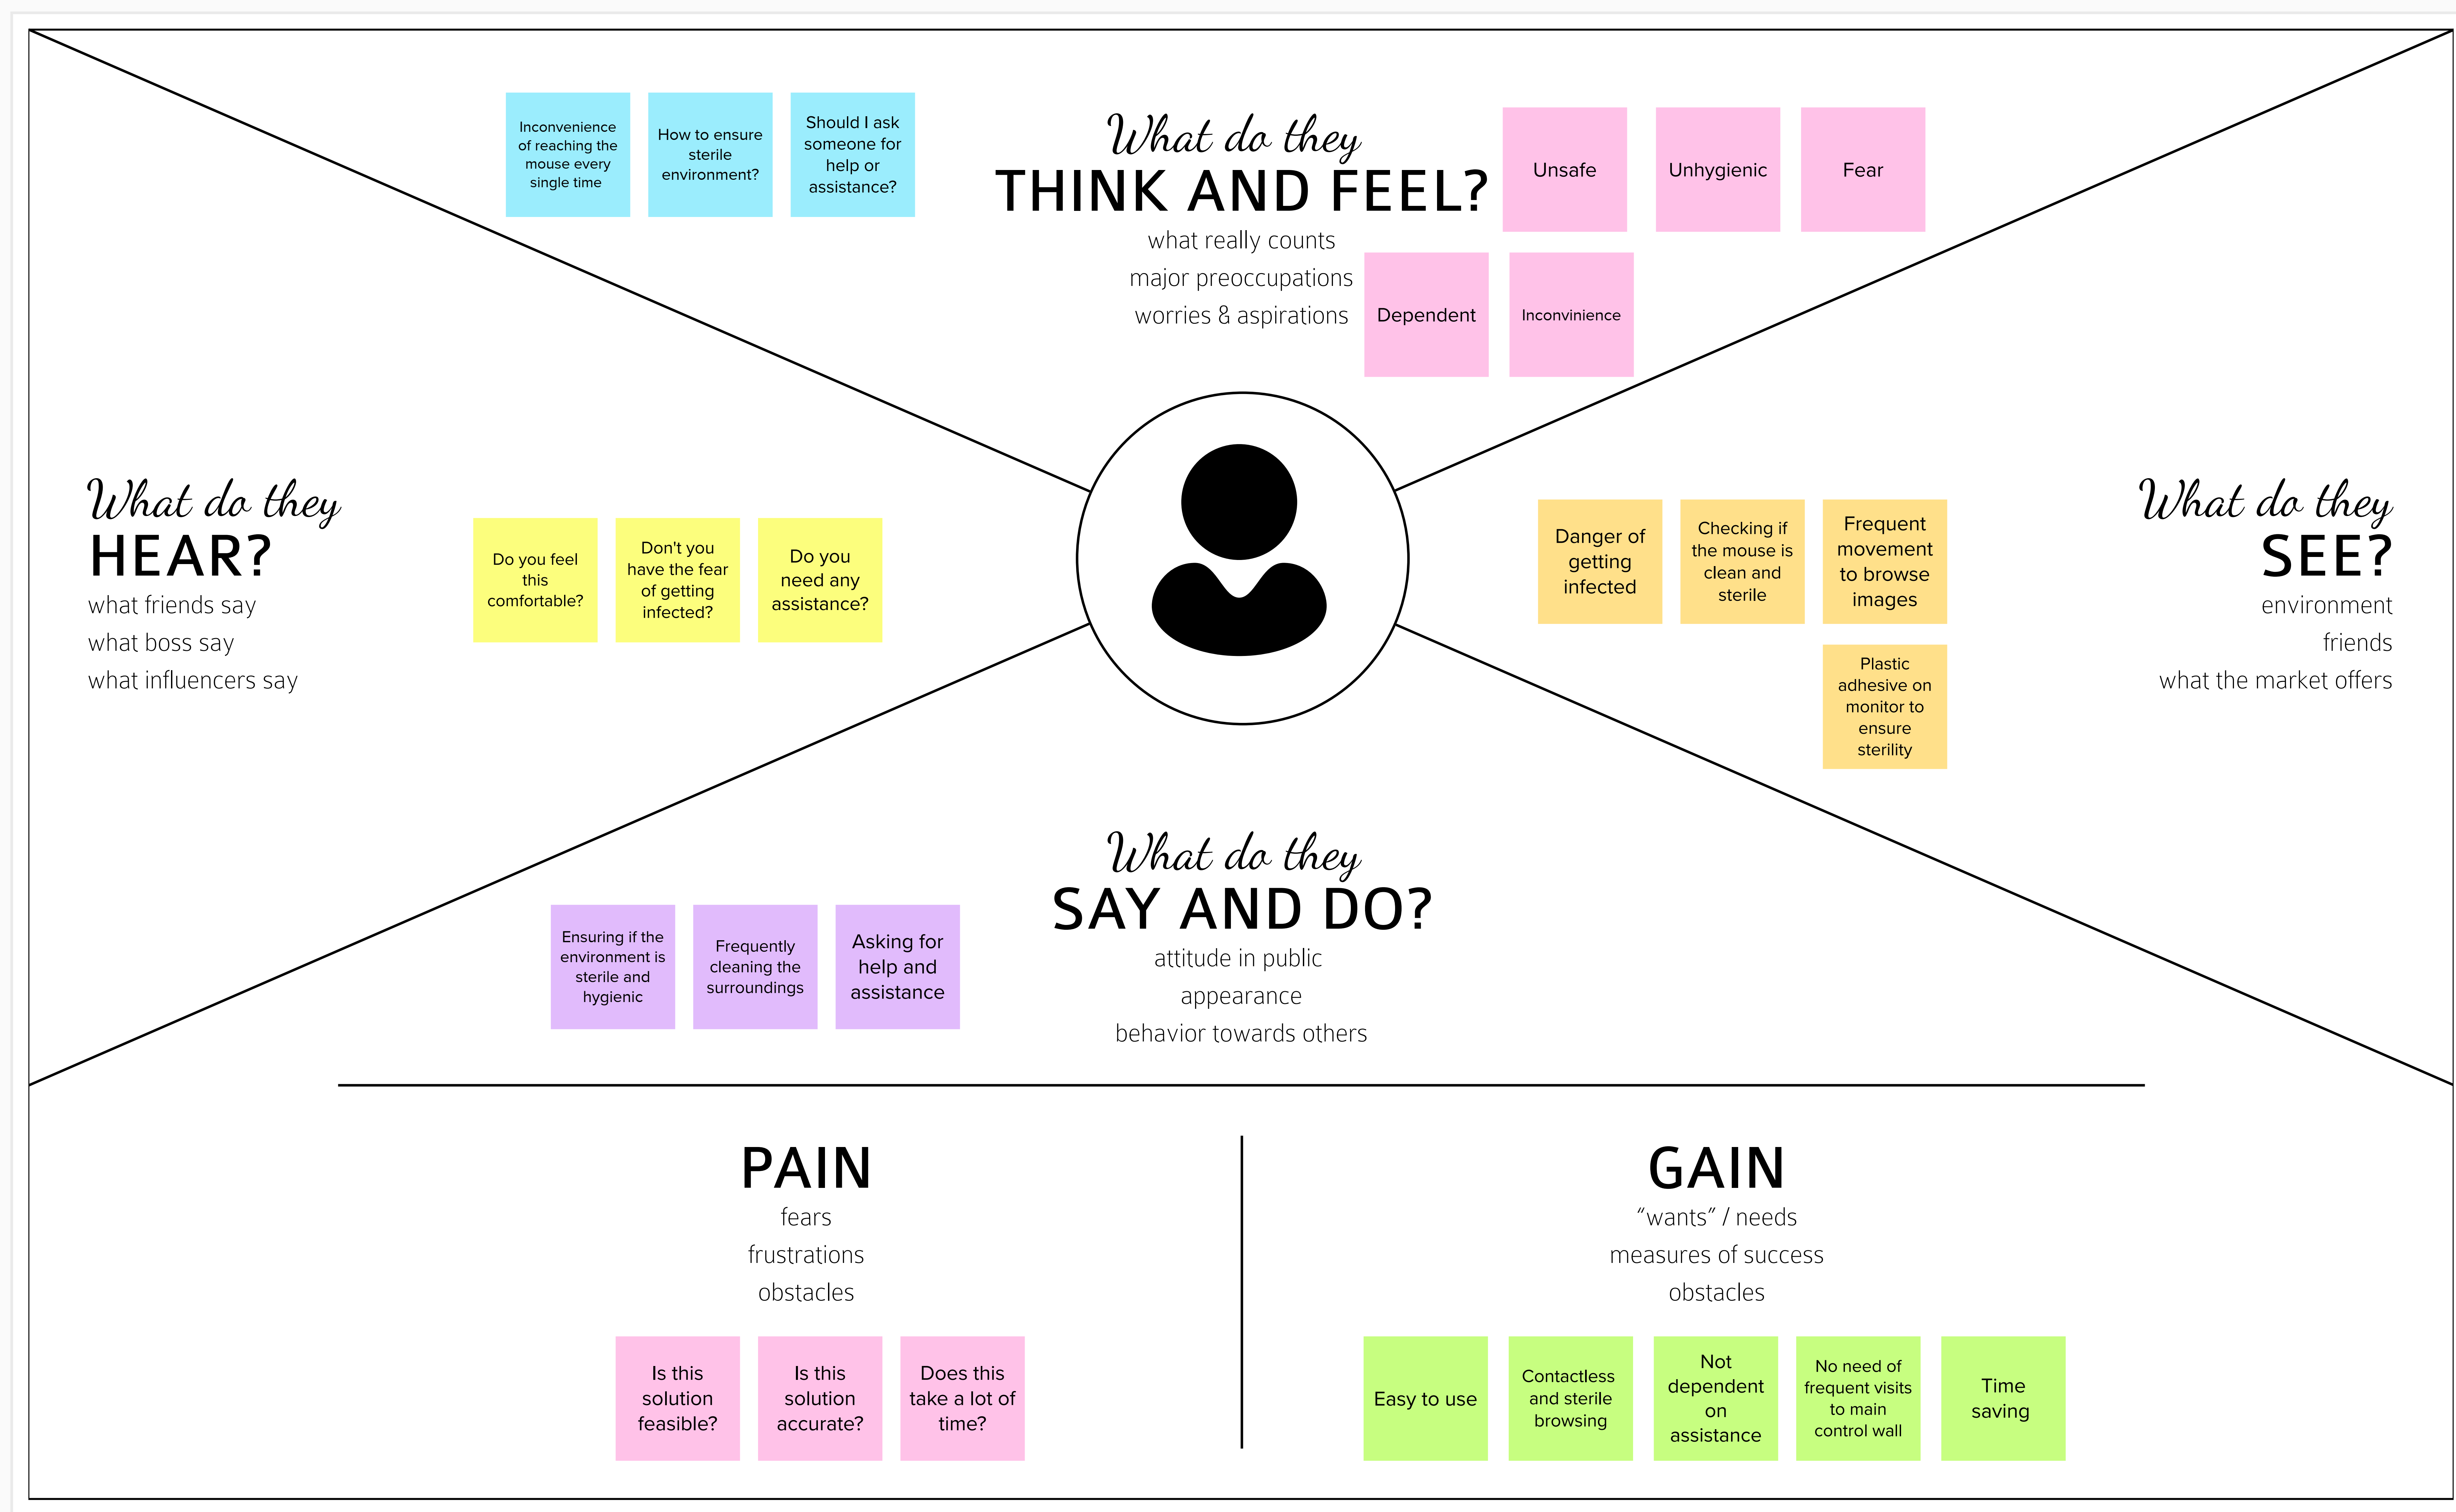 Inconvenience
of reaching the
mouse every
single time
How to ensure
sterile
environment?
Should I ask
someone for
help or
assistance?
What do they
THINK AND FEEL?
what really counts
major preoccupations
worries & aspirations
Unsafe
Unhygienic
Fear
Dependent
Inconvinience
What do they
HEAR?
what friends say
what boss say
what influencers say
Do you feel
this
comfortable?
Don't you
have the fear
of getting
infected?
Do you
need any
assistance?
Danger of
getting
infected
Checking if
the mouse is
clean and
sterile
Frequent
movement
to browse
images
Plastic
adhesive on
monitor to
ensure
sterility
What do they
SEE?
environment
friends
what the market offers
What do they
SAY AND DO?
attitude in public
appearance
behavior towards others
Ensuring if the
environment is
sterile and
hygienic
Frequently
cleaning the
surroundings
Asking for
help and
assistance
PAIN
fears
frustrations
obstacles
Is this
solution
feasible?
Is this
solution
accurate?
Does this
take a lot of
time?
GAIN
“wants” / needs
measures of success
obstacles
Easy to use
Contactless
and sterile
browsing
Not
dependent
on
assistance
No need of
frequent visits
to main
control wall
Time
saving